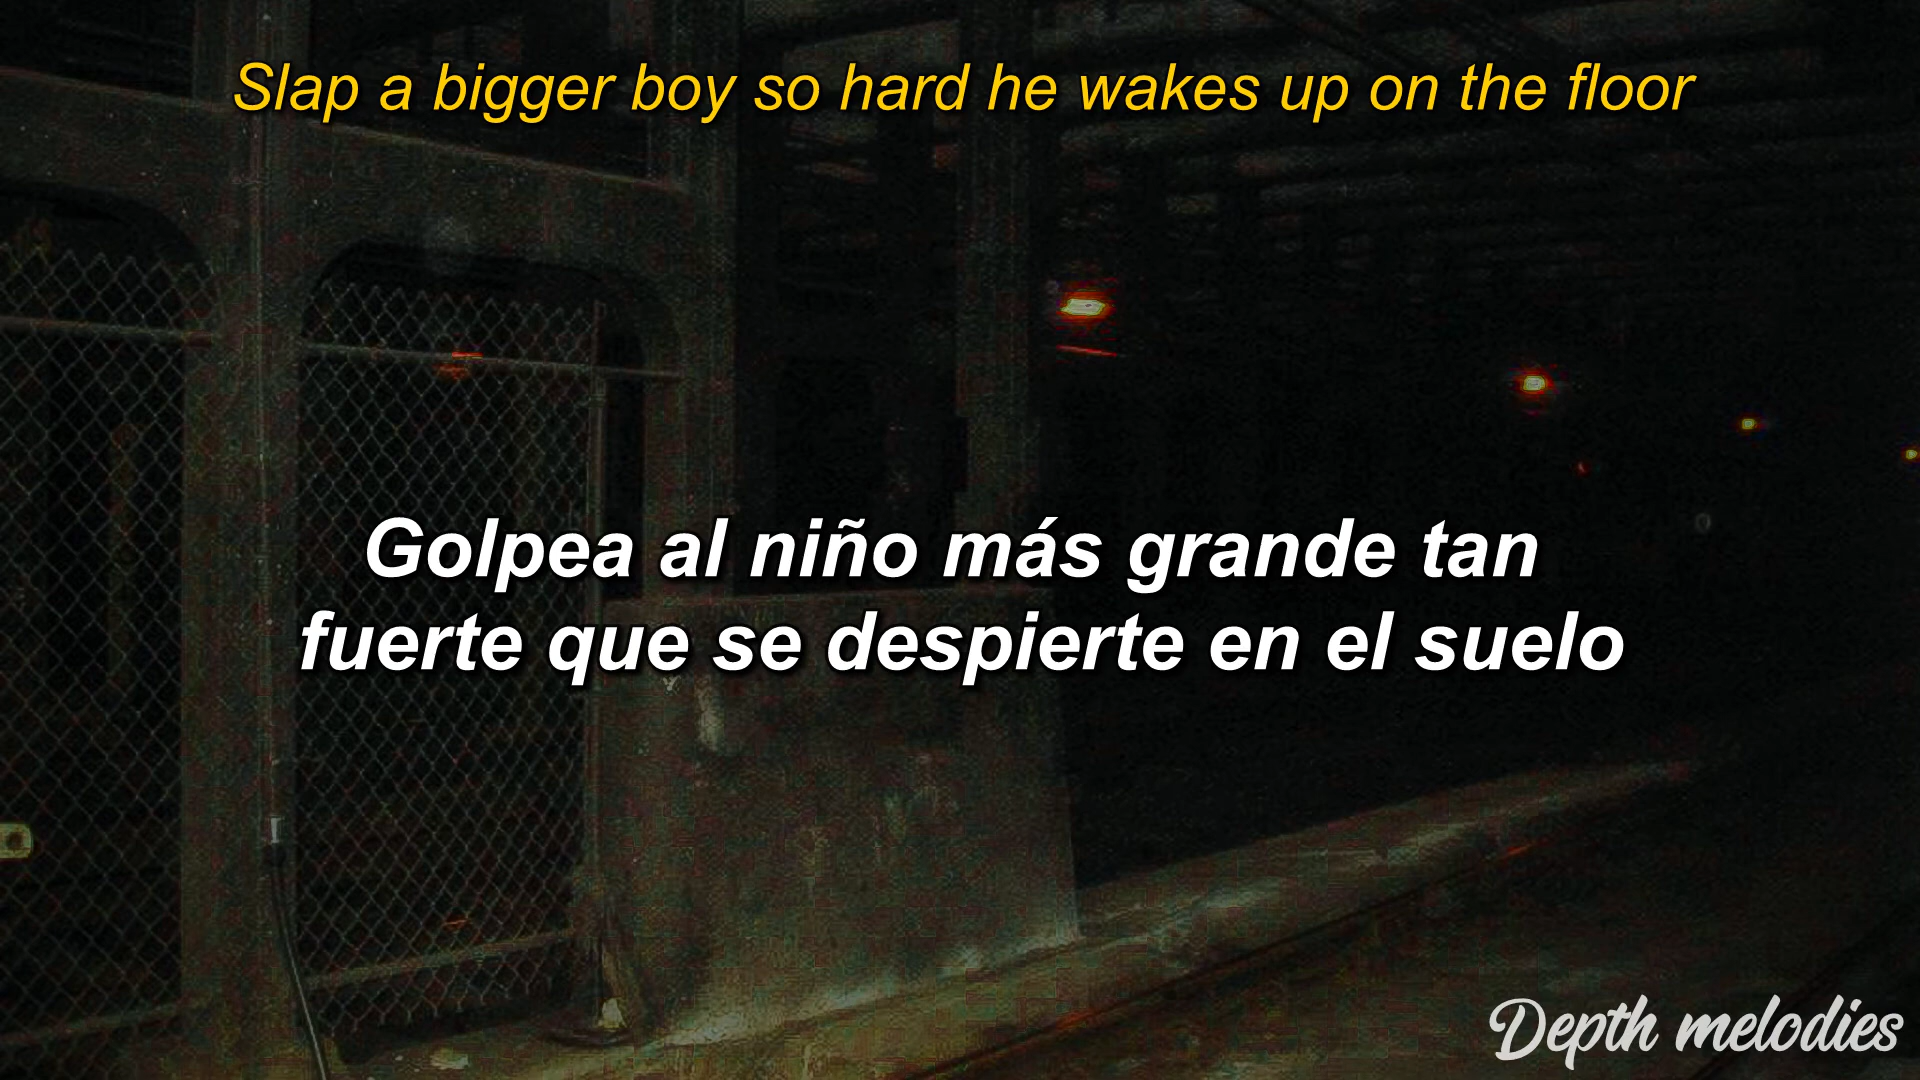 Slap a bigger boy so hard he wakes up on the floor
Golpea al niño más grande tan
fuerte que se despierte en el suelo
Depth melodies